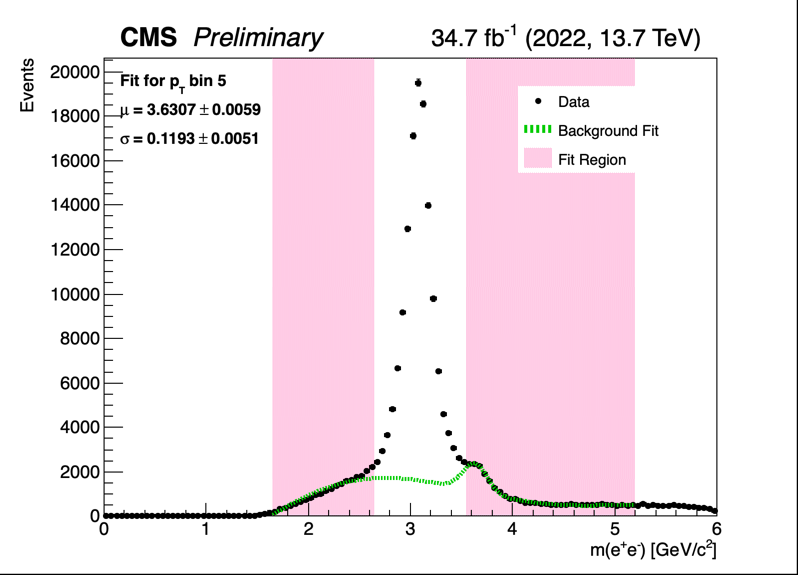 CMS Preliminary 34.7 fb⁻¹ (2022, 13.7 TeV)
Events
20000
18000
16000
14000
12000
10000
8000
6000
4000
2000
0
Fit for p_T bin 5
μ = 3.6307 ± 0.0059
σ = 0.1193 ± 0.0051
Data
Background Fit
Fit Region
0 1 2 3 4 5 6
m(e⁺e⁻) [GeV/c²]